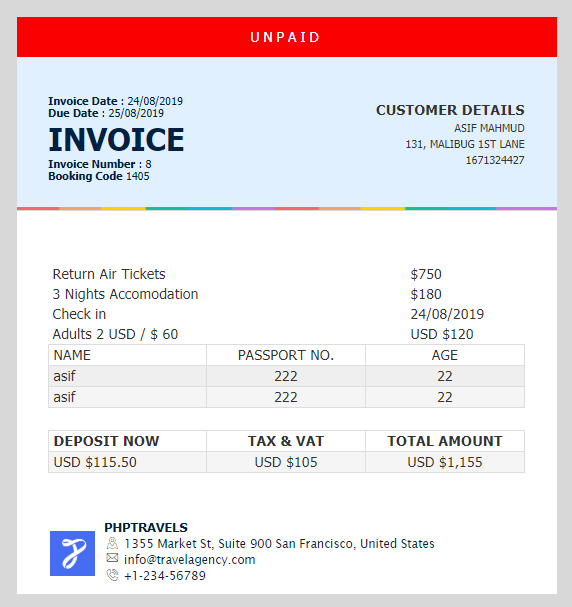 UNPAID
Invoice Date : 24/08/2019
Due Date : 25/08/2019
INVOICE
Invoice Number : 8
Booking Code 1405
CUSTOMER DETAILS
ASIF MAHMUD
131, MALIBUG 1ST LANE
1671324427
Return Air Tickets $750
3 Nights Accomodation $180
Check in 24/08/2019
Adults 2 USD / $ 60 USD $120
NAME PASSPORT NO. AGE
asif 222 22
asif 222 22
DEPOSIT NOW TAX & VAT TOTAL AMOUNT
USD $115.50 USD $105 USD $1,155
PHPTRAVELS
1355 Market St, Suite 900 San Francisco, United States
info@travelagency.com
+1-234-56789